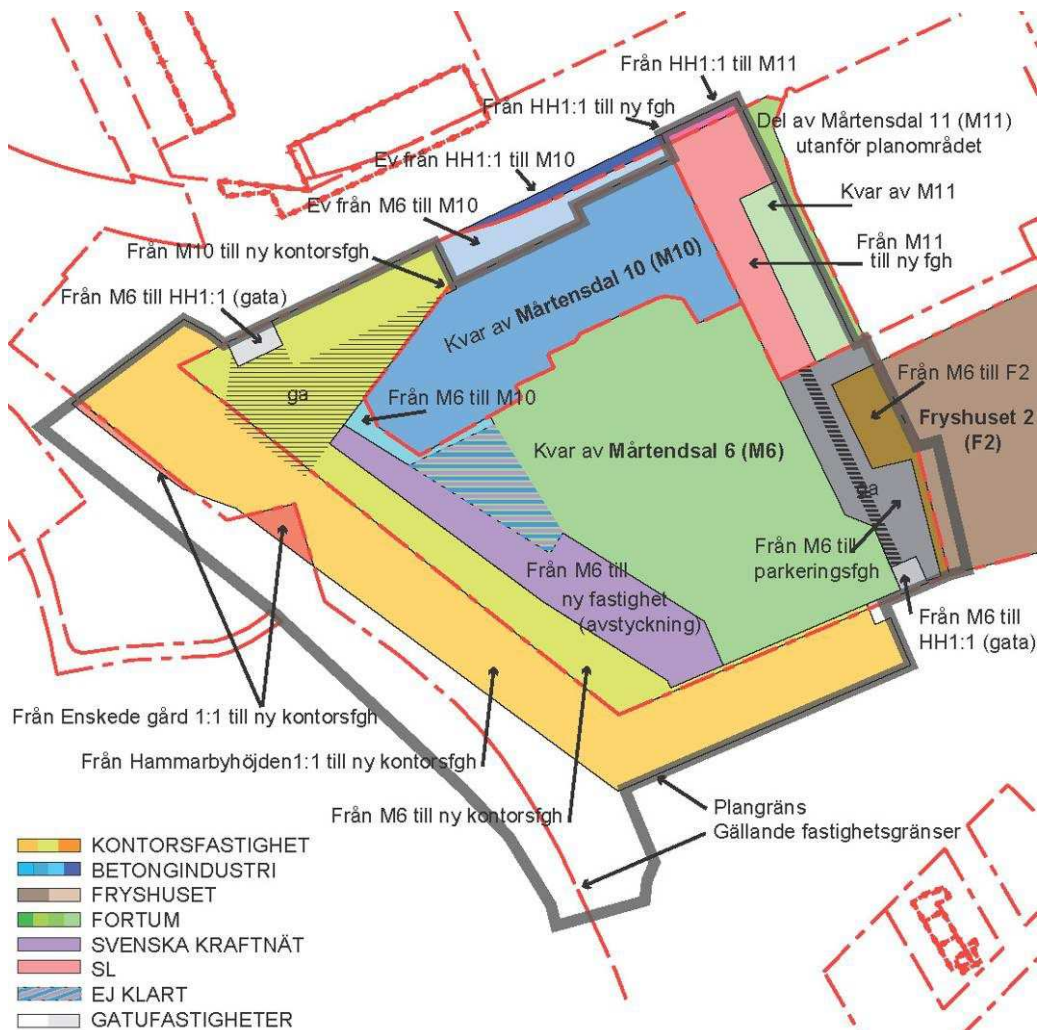 Från HH1:1 till M11
Från HH1:1 till ny fgh
Del av Mårtensdal 11 (M11)
utanför planområdet
Ev från HH1:1 till M10
Kvar av M11
Ev från M6 till M10
Från M11
till ny fgh
Från M10 till ny kontorsfgh
Kvar av Mårtensdal 10 (M10)
Från M6 till HH1:1 (gata)
Från M6 till F2
ga
Från M6 till M10
Fryshuset 2
(F2)
Kvar av Mårtendsal 6 (M6)
ga
Från M6 till
parkeringsfgh
Från M6 till
ny fastighet
(avstyckning)
Från M6 till
HH1:1 (gata)
Från Enskede gård 1:1 till ny kontorsfgh
Från Hammarbyhöjden1:1 till ny kontorsfgh
Från M6 till ny kontorsfgh
Plangräns
Gällande fastighetsgränser
KONTORSFASTIGHET
BETONGINDUSTRI
FRYSHUSET
FORTUM
SVENSKA KRAFTNÄT
SL
EJ KLART
GATUFASTIGHETER